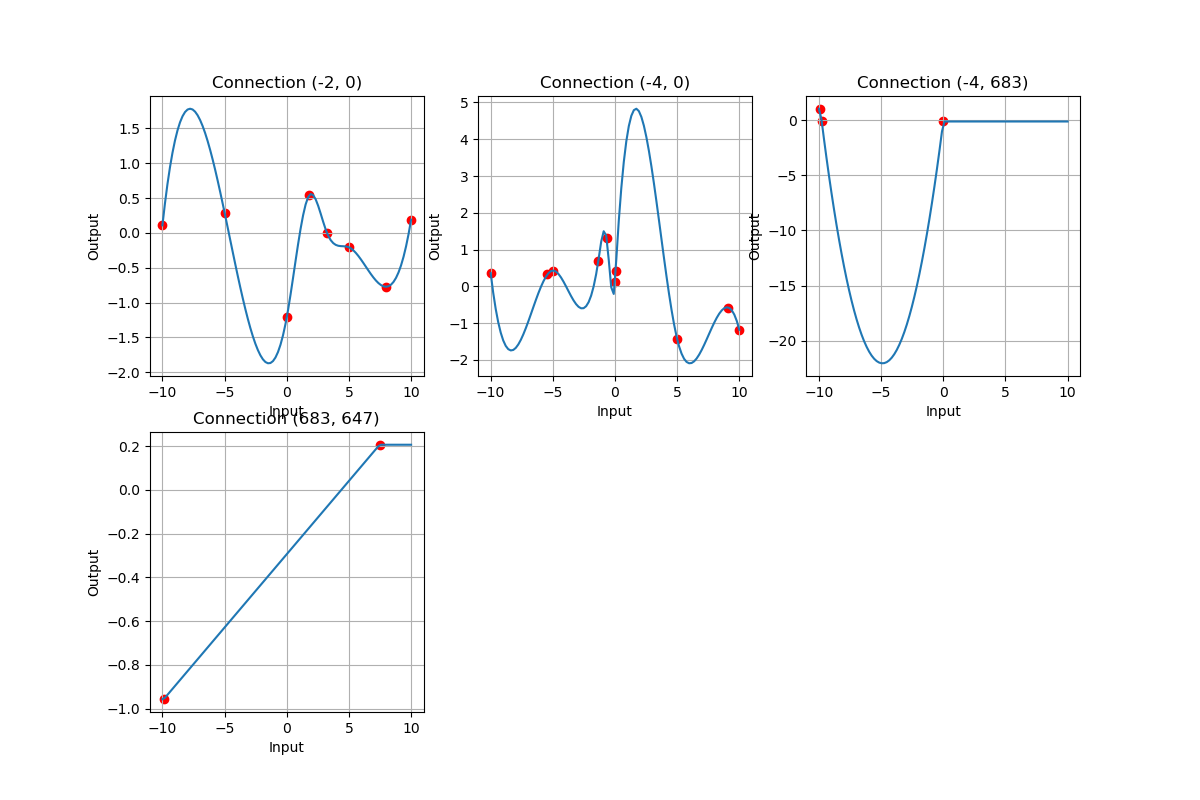 Connection (-2, 0)
Output
1.5
1.0
0.5
0.0
−0.5
−1.0
−1.5
−2.0
−10 −5 0 5 10
Input
Connection (-4, 0)
Output
5
4
3
2
1
0
−1
−2
−10 −5 0 5 10
Input
Connection (-4, 683)
Output
0
−5
−10
−15
−20
−10 −5 0 5 10
Input
Connection (683, 647)
Output
0.2
0.0
−0.2
−0.4
−0.6
−0.8
−1.0
−10 −5 0 5 10
Input